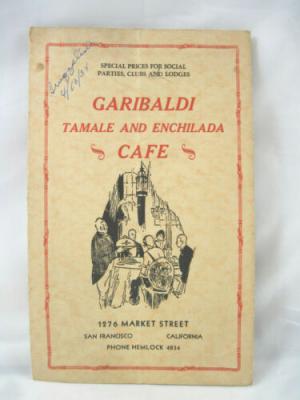 SPECIAL PRICES FOR SOCIAL
PARTIES, CLUBS AND LODGES
GARIBALDI
TAMALE AND ENCHILADA
CAFE
1276 MARKET STREET
SAN FRANCISCO CALIFORNIA
PHONE HEMLOCK 4834